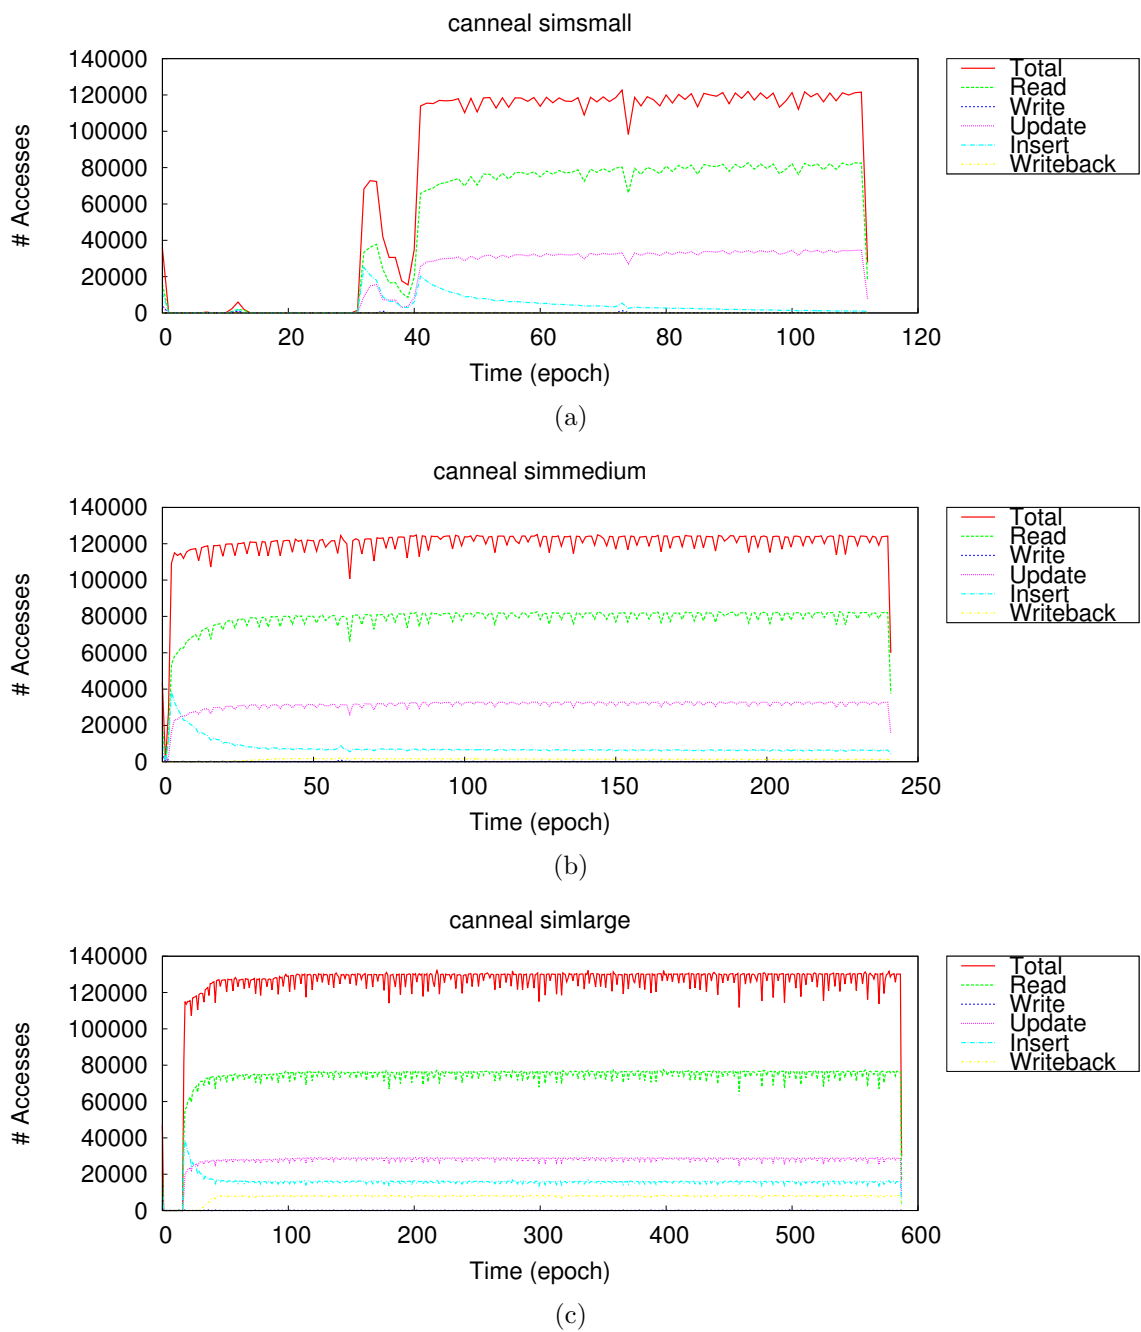 canneal simsmall
# Accesses
140000
120000
100000
80000
60000
40000
20000
0
0 20 40 60 80 100 120
Time (epoch)
Total
Read
Write
Update
Insert
Writeback
(a)
canneal simmedium
# Accesses
140000
120000
100000
80000
60000
40000
20000
0
0 50 100 150 200 250
Time (epoch)
Total
Read
Write
Update
Insert
Writeback
(b)
canneal simlarge
# Accesses
140000
120000
100000
80000
60000
40000
20000
0
0 100 200 300 400 500 600
Time (epoch)
Total
Read
Write
Update
Insert
Writeback
(c)